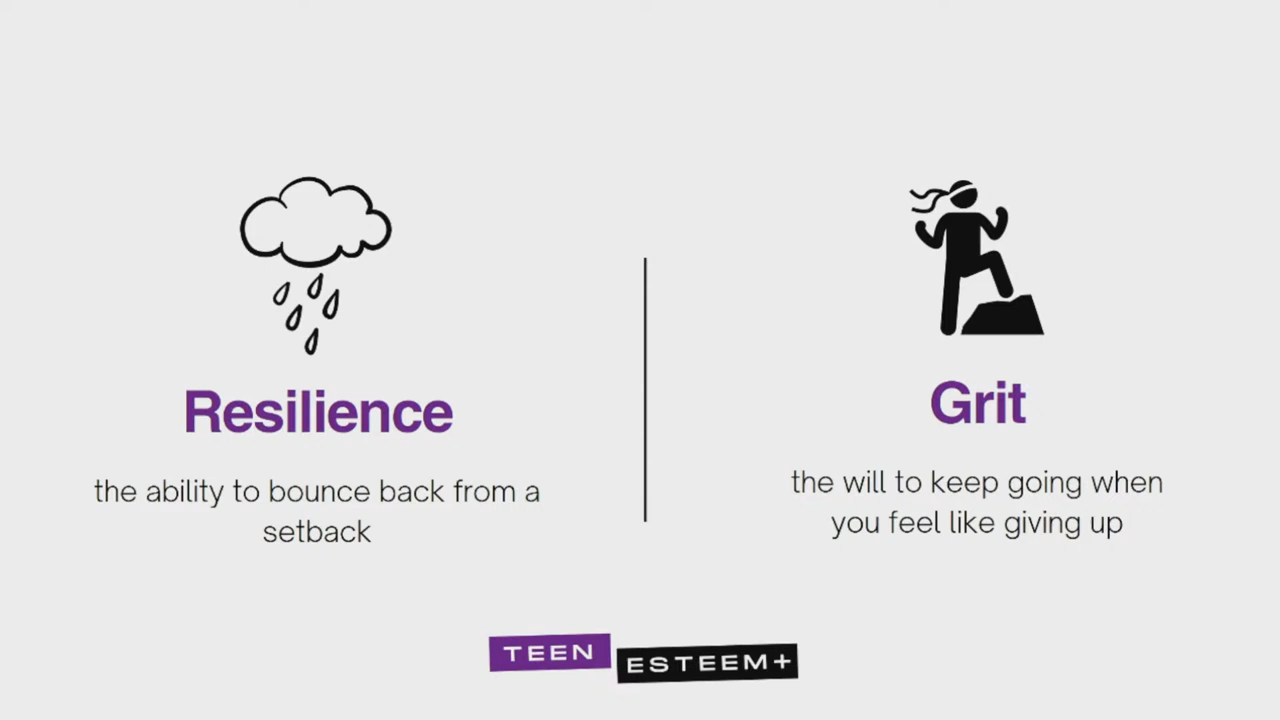 Resilience
the ability to bounce back from a
setback
Grit
the will to keep going when
you feel like giving up
TEEN ESTEEM+